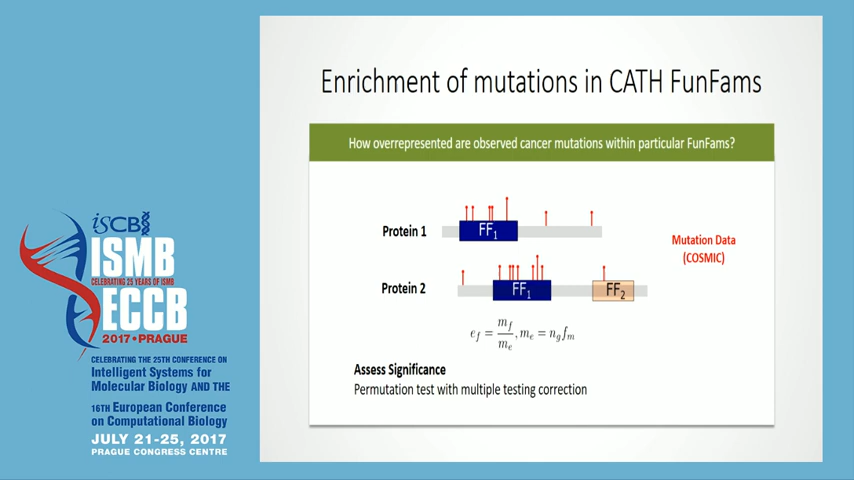 Enrichment of mutations in CATH FunFams
How overrepresented are observed cancer mutations within particular FunFams?
Protein 1
FF₁
Mutation Data
(COSMIC)
Protein 2
FF₁
FF₂
e_f = m_f / m_e, m_e = n_g f_m
Assess Significance
Permutation test with multiple testing correction
iSCB
ISMB
CELEBRATING 25 YEARS OF ISMB
ECCB
2017 • PRAGUE
CELEBRATING THE 25TH CONFERENCE ON
Intelligent Systems for
Molecular Biology AND THE
16TH European Conference
on Computational Biology
JULY 21-25, 2017
PRAGUE CONGRESS CENTRE